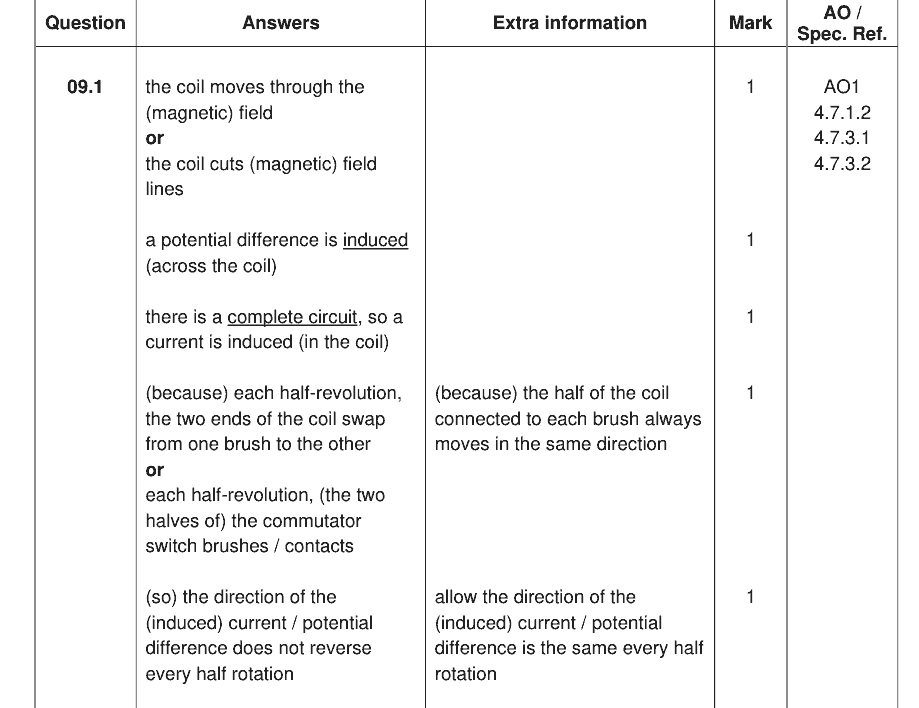 Question Answers Extra information Mark AO /
Spec. Ref.
09.1 the coil moves through the 1 AO1
(magnetic) field 4.7.1.2
or 4.7.3.1
the coil cuts (magnetic) field 4.7.3.2
lines
a potential difference is induced 1
(across the coil)
there is a complete circuit, so a 1
current is induced (in the coil)
(because) each half-revolution, (because) the half of the coil 1
the two ends of the coil swap connected to each brush always
from one brush to the other moves in the same direction
or
each half-revolution, (the two
halves of) the commutator
switch brushes / contacts
(so) the direction of the allow the direction of the 1
(induced) current / potential (induced) current / potential
difference does not reverse difference is the same every half
every half rotation rotation